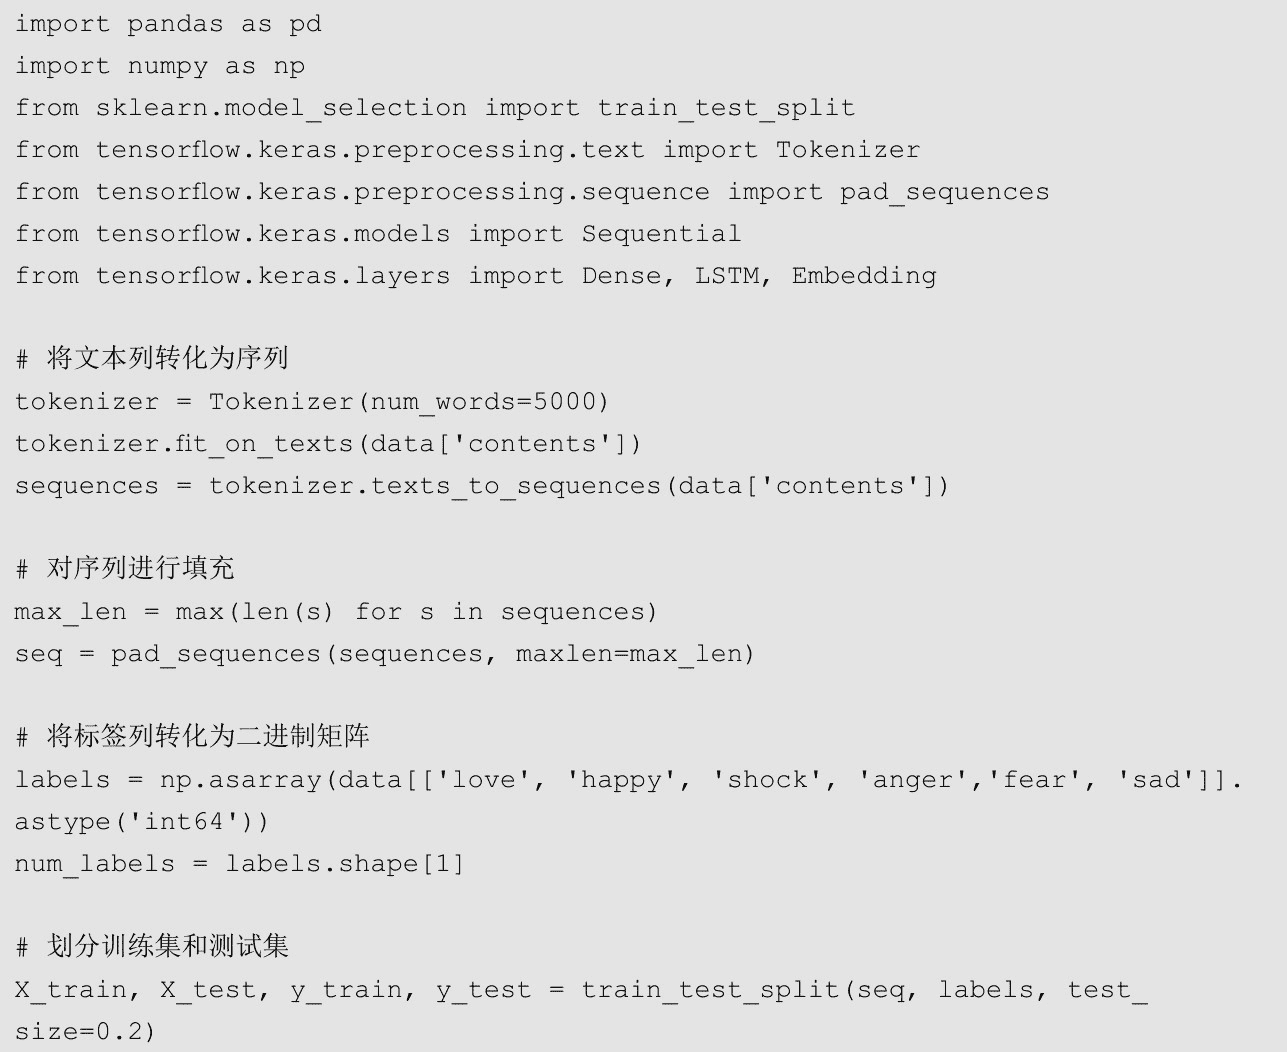 import pandas as pd
import numpy as np
from sklearn.model_selection import train_test_split
from tensorflow.keras.preprocessing.text import Tokenizer
from tensorflow.keras.preprocessing.sequence import pad_sequences
from tensorflow.keras.models import Sequential
from tensorflow.keras.layers import Dense, LSTM, Embedding
# 将文本列转化为序列
tokenizer = Tokenizer(num_words=5000)
tokenizer.fit_on_texts(data['contents'])
sequences = tokenizer.texts_to_sequences(data['contents'])
# 对序列进行填充
max_len = max(len(s) for s in sequences)
seq = pad_sequences(sequences, maxlen=max_len)
# 将标签列转化为二进制矩阵
labels = np.asarray(data[['love', 'happy', 'shock', 'anger','fear', 'sad']].
astype('int64'))
num_labels = labels.shape[1]
# 划分训练集和测试集
X_train, X_test, y_train, y_test = train_test_split(seq, labels, test_
size=0.2)